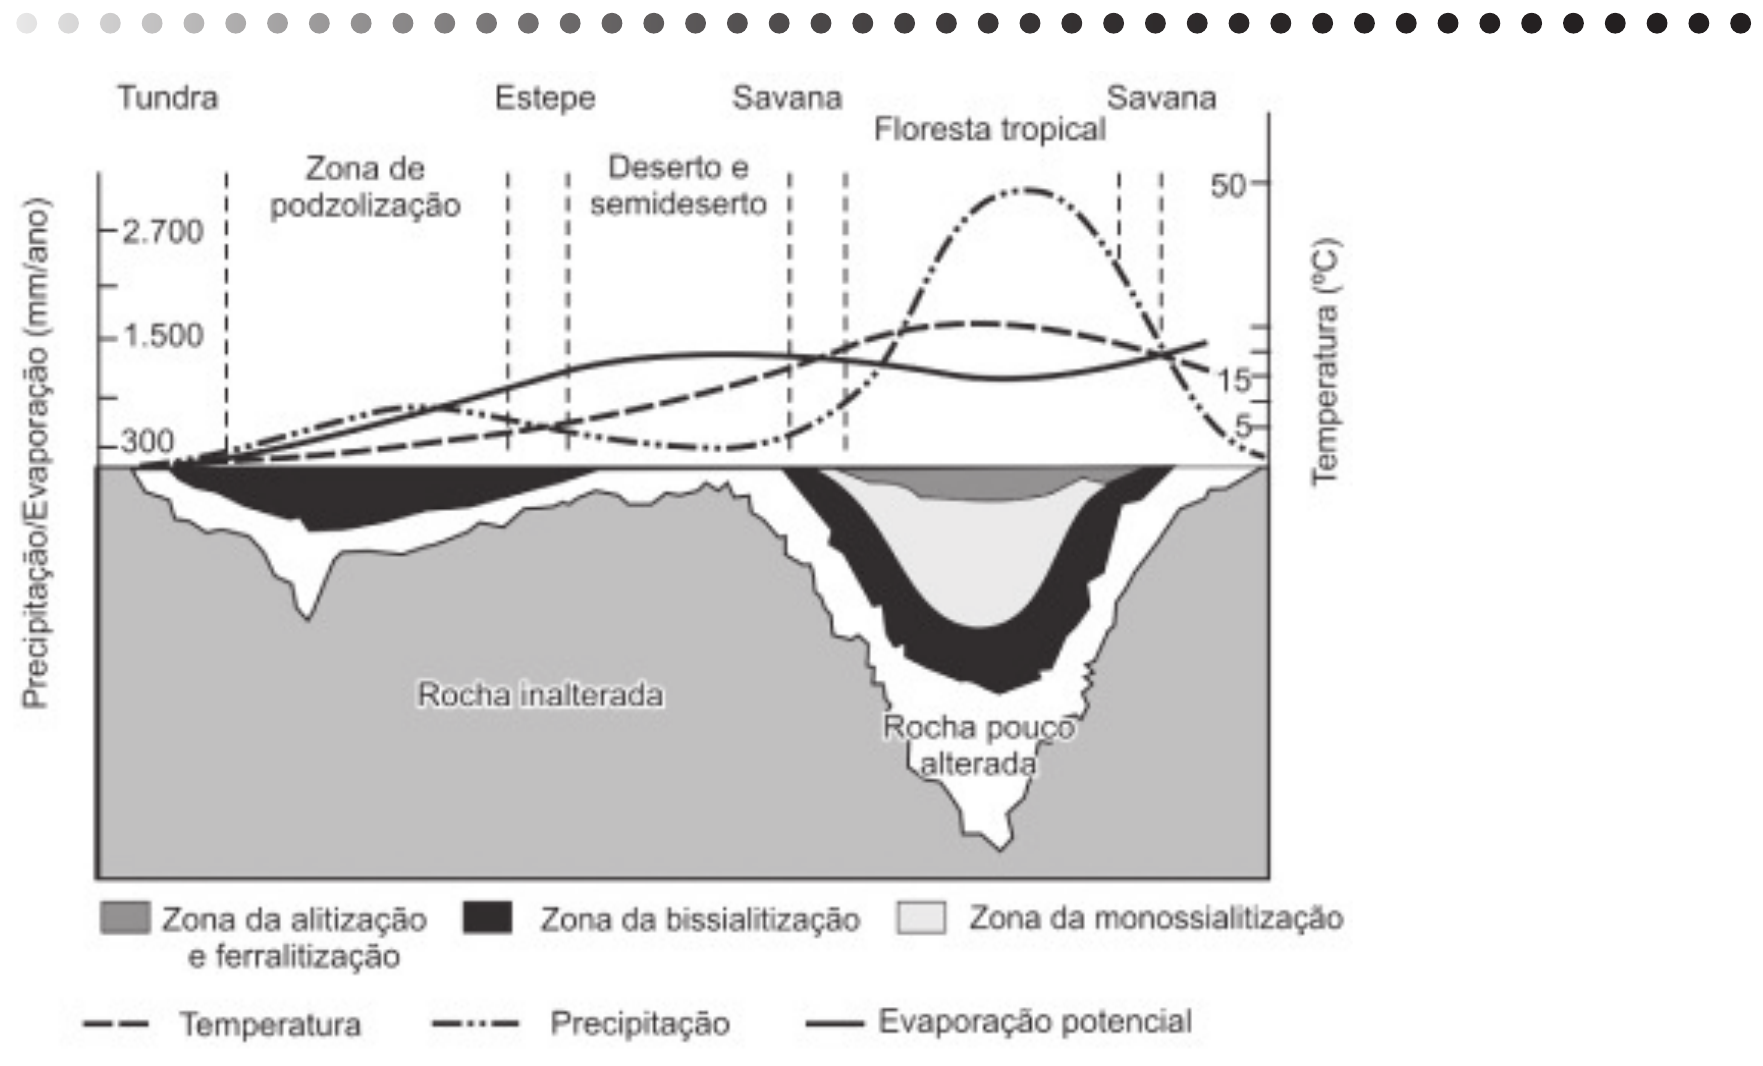 Tundra
Estepe
Savana
Savana
Floresta tropical
Zona de
podzolização
Deserto e
semideserto
Precipitação/Evaporação (mm/ano)
2.700
1.500
300
50
15
5
Temperatura (ºC)
Rocha inalterada
Rocha pouco
alterada
Zona da alitização
e ferralitização
Zona da bissialitização
Zona da monossialitização
Temperatura
Precipitação
Evaporação potencial